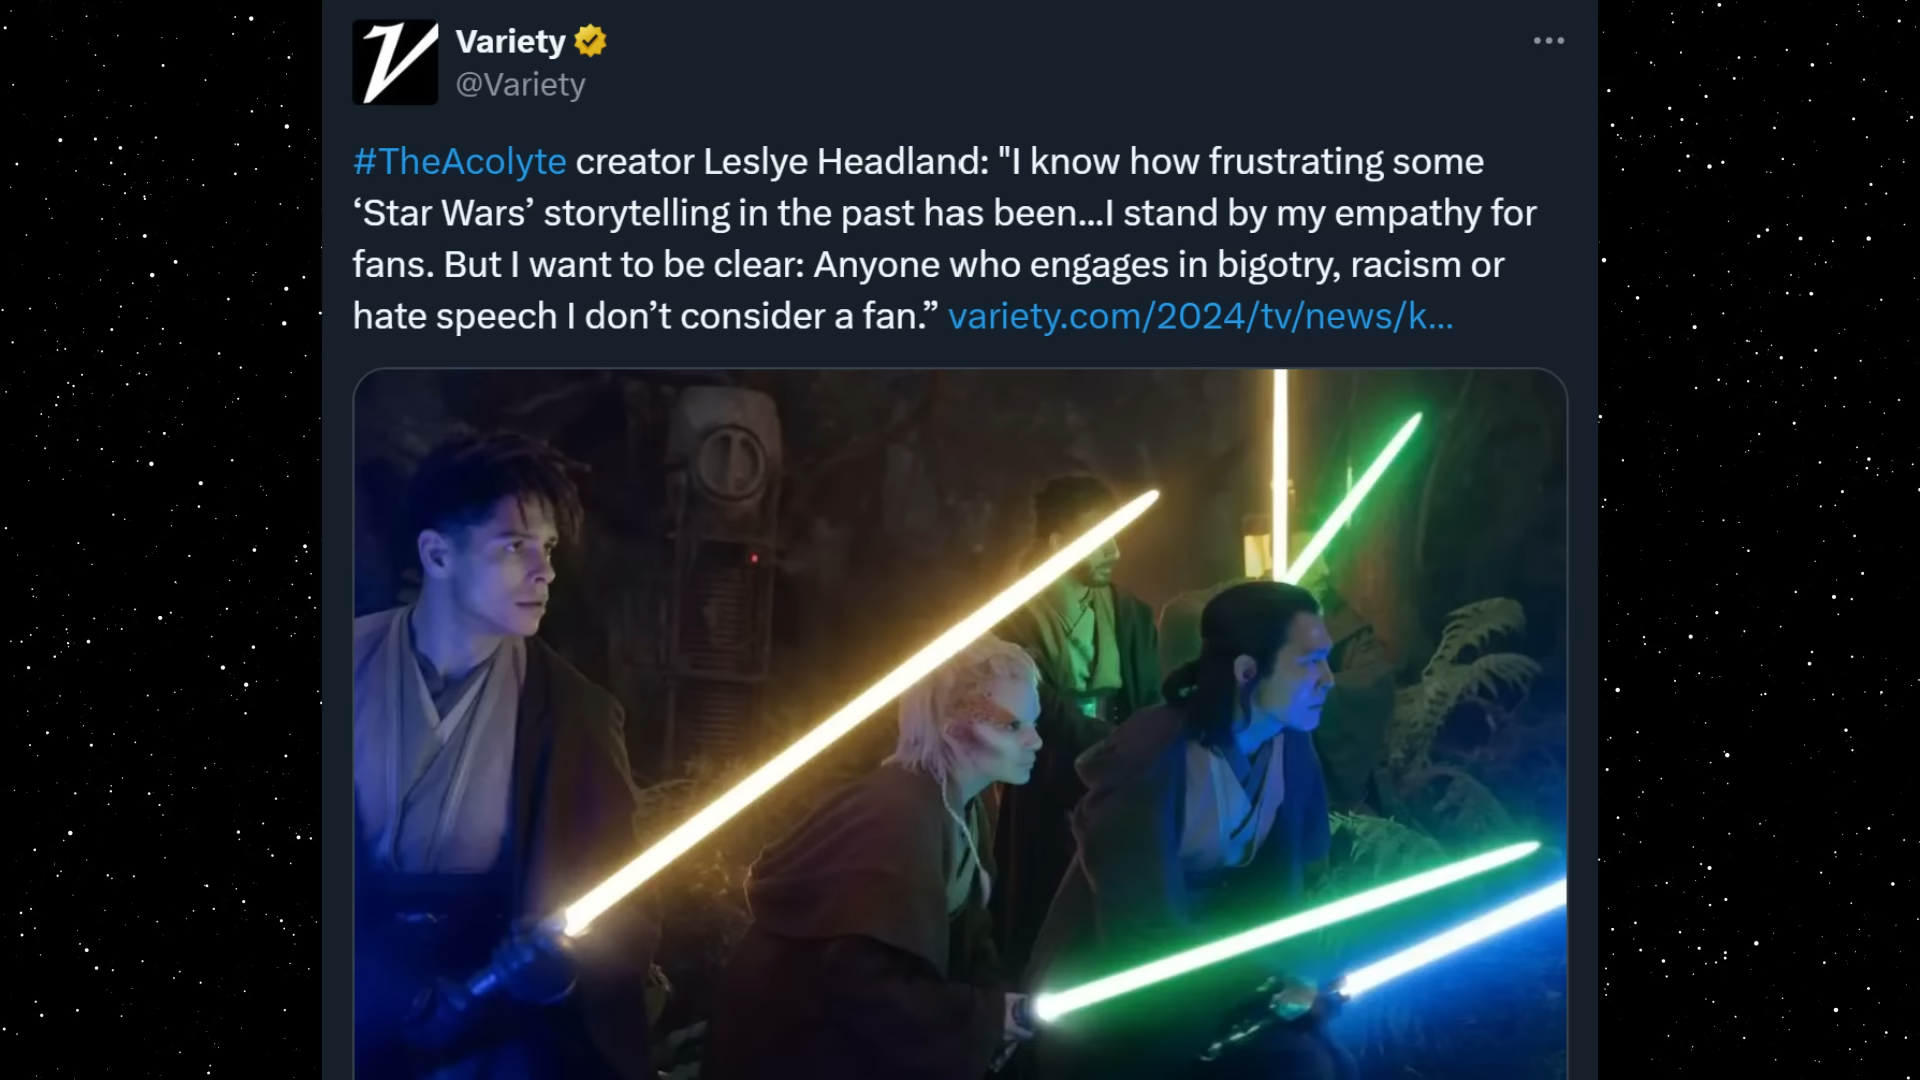 Variety
@Variety
#TheAcolyte creator Leslye Headland: "I know how frustrating some
‘Star Wars’ storytelling in the past has been...I stand by my empathy for
fans. But I want to be clear: Anyone who engages in bigotry, racism or
hate speech I don’t consider a fan.” variety.com/2024/tv/news/k...